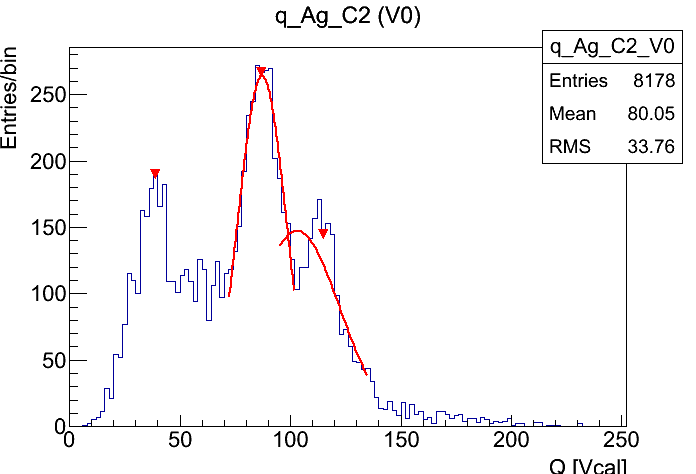 q_Ag_C2 (V0)
q_Ag_C2_V0
Entries 8178
Mean 80.05
RMS 33.76
Entries/bin
250
200
150
100
50
0
0 50 100 150 200 250
Q [Vcal]